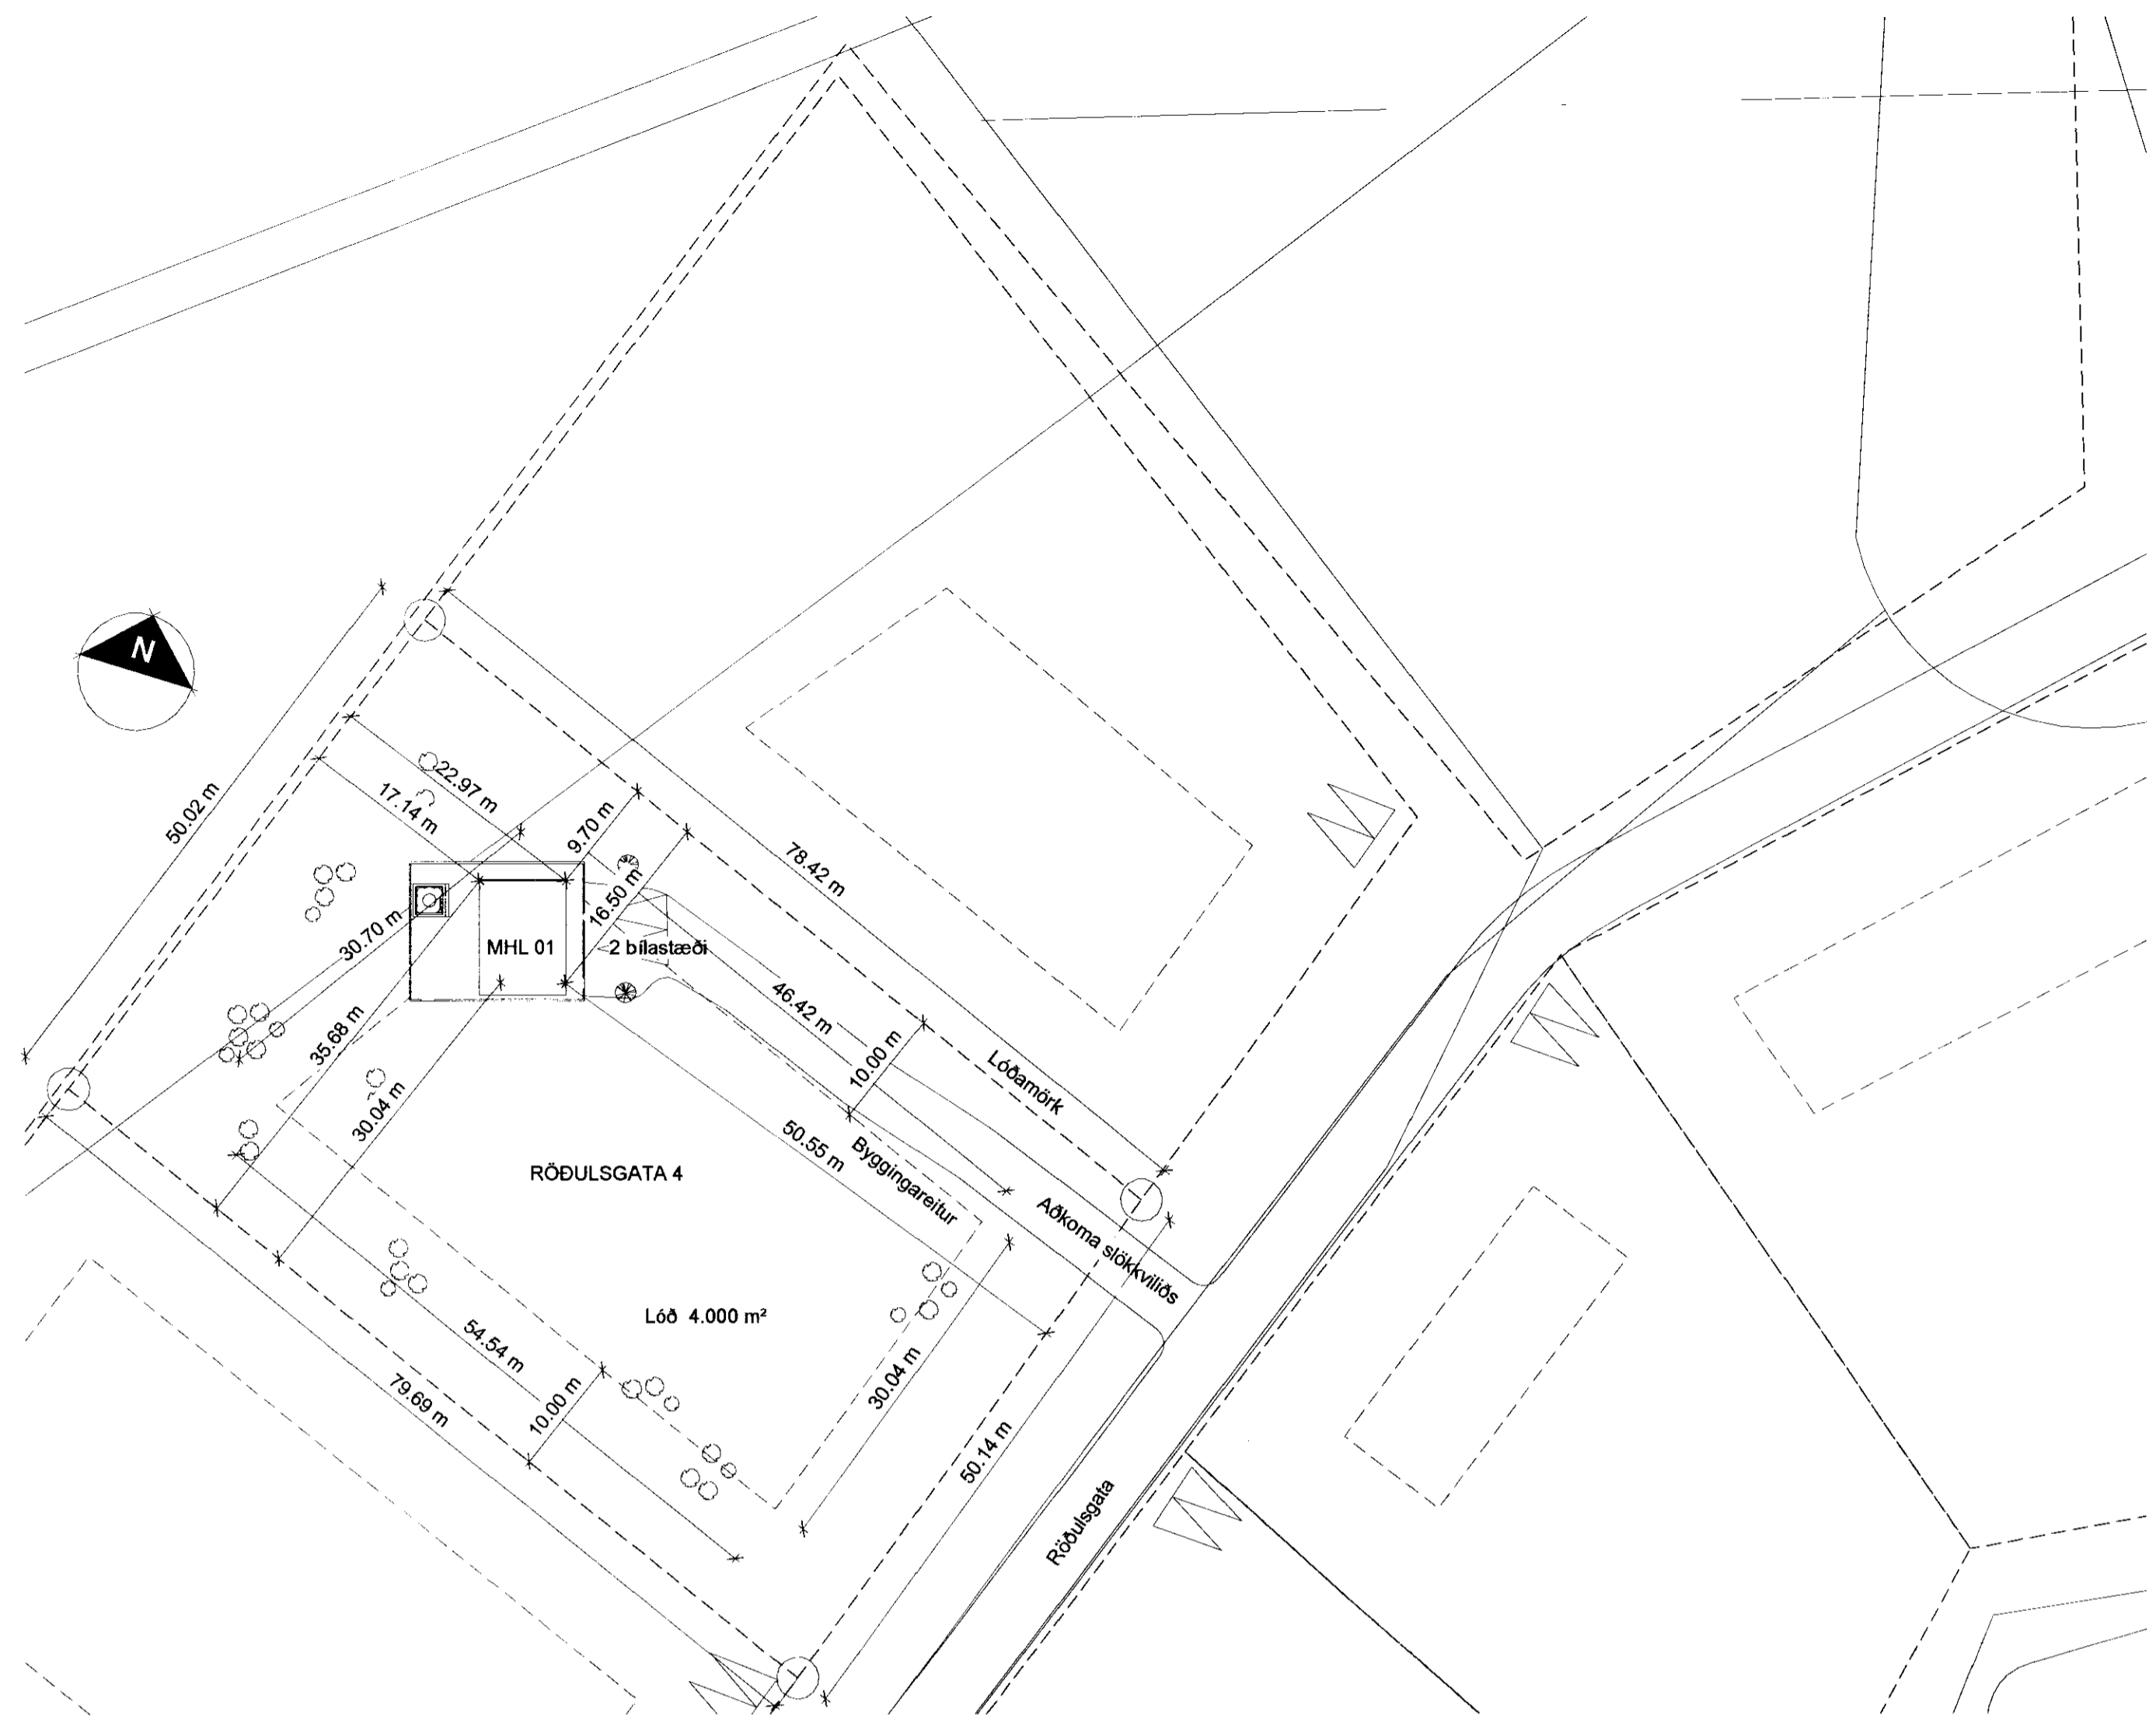 N
50.02 m
22.97 m
17.14 m
9.70 m
78.42 m
16.50 m
30.70 m
MHL 01
2 bílastæði
46.42 m
35.68 m
10.00 m
Lóðamörk
30.04 m
50.55 m
Byggingareitur
RÖÐULSGATA 4
Aðkoma slökkviliðs
Lóð 4.000 m²
54.54 m
30.04 m
79.69 m
10.00 m
50.14 m
Röðulsgata